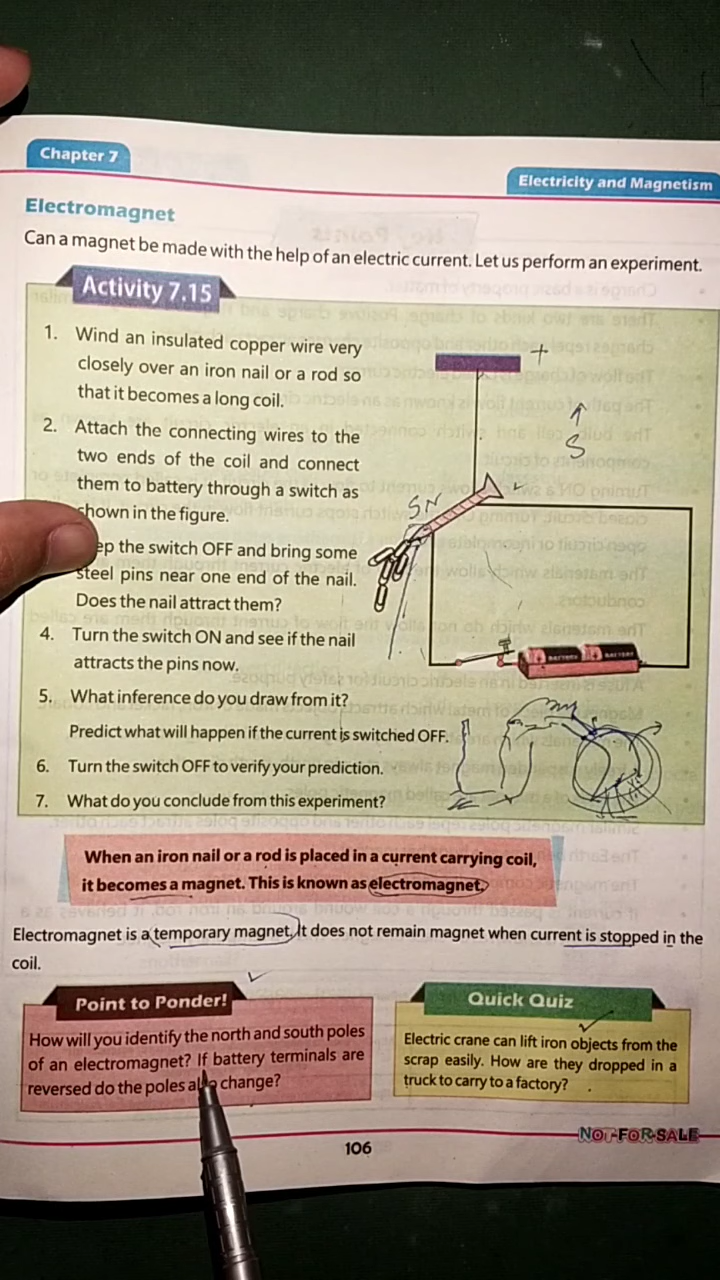 Chapter 7
Electricity and Magnetism
Electromagnet
Can a magnet be made with the help of an electric current. Let us perform an experiment.
Activity 7.15
1. Wind an insulated copper wire very
closely over an iron nail or a rod so
that it becomes a long coil.
2. Attach the connecting wires to the
two ends of the coil and connect
them to battery through a switch as
shown in the figure.
ep the switch OFF and bring some
steel pins near one end of the nail.
Does the nail attract them?
4. Turn the switch ON and see if the nail
attracts the pins now.
5. What inference do you draw from it?
Predict what will happen if the current is switched OFF.
6. Turn the switch OFF to verify your prediction.
7. What do you conclude from this experiment?
+
S
S N
BATTERY
BATTERY
When an iron nail or a rod is placed in a current carrying coil,
it becomes a magnet. This is known as electromagnet.
Electromagnet is a temporary magnet. It does not remain magnet when current is stopped in the
coil.
Point to Ponder!
How will you identify the north and south poles
of an electromagnet? If battery terminals are
reversed do the poles change?
Quick Quiz
Electric crane can lift iron objects from the
scrap easily. How are they dropped in a
truck to carry to a factory?
NOT FOR SALE
106